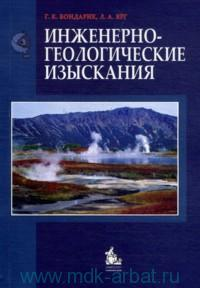 Г. К. БОНДАРИК, Л. А. ЯРГ
ИНЖЕНЕРНО-
ГЕОЛОГИЧЕСКИЕ
ИЗЫСКАНИЯ
© www.mdk-arbat.ru